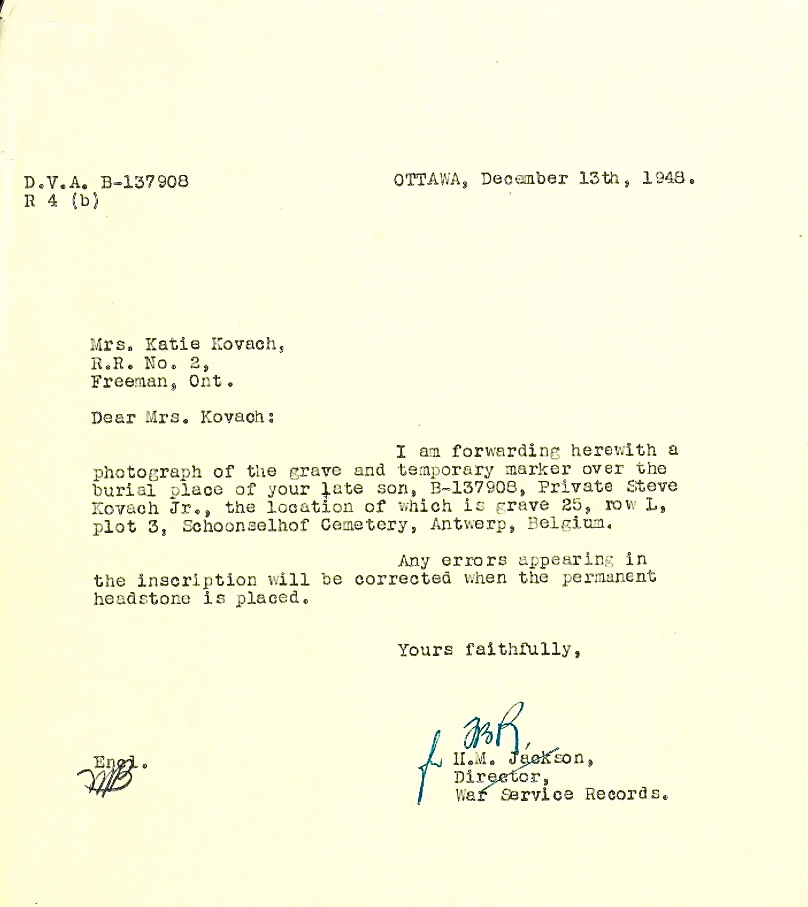 D.V.A. B-137908
OTTAWA, December 13th, 1948.
R 4 (b)
Mrs. Katie Kovach,
R.R. No. 2,
Freeman, Ont.
Dear Mrs. Kovach:
I am forwarding herewith a
photograph of the grave and temporary marker over the
burial place of your late son, B-137908, Private Steve
Kovach Jr., the location of which is grave 25, row L,
plot 3, Schoonselhof Cemetery, Antwerp, Belgium.
Any errors appearing in
the inscription will be corrected when the permanent
headstone is placed.
Yours faithfully,
Encl.
H.M. Jackson,
Director,
War Service Records.